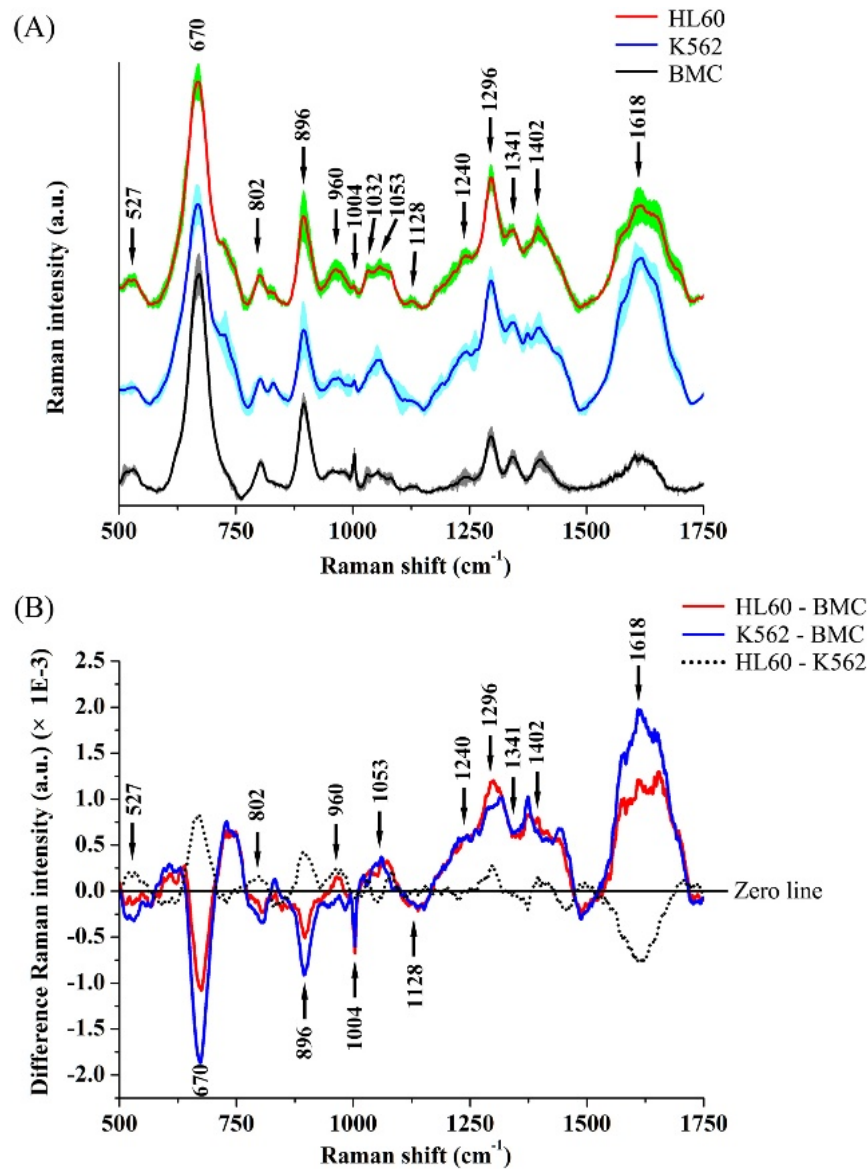 (A)
HL60
K562
BMC
670
527
802
896
960
1004
1032
1053
1128
1240
1296
1341
1402
1618
Raman intensity (a.u.)
500 750 1000 1250 1500 1750
Raman shift (cm-1)
(B)
HL60 - BMC
K562 - BMC
HL60 - K562
Difference Raman intensity (a.u.) (× 1E-3)
2.5
2.0
1.5
1.0
0.5
0.0
-0.5
-1.0
-1.5
-2.0
527
670
802
896
960
1004
1053
1128
1240
1296
1341
1402
1618
Zero line
500 750 1000 1250 1500 1750
Raman shift (cm-1)